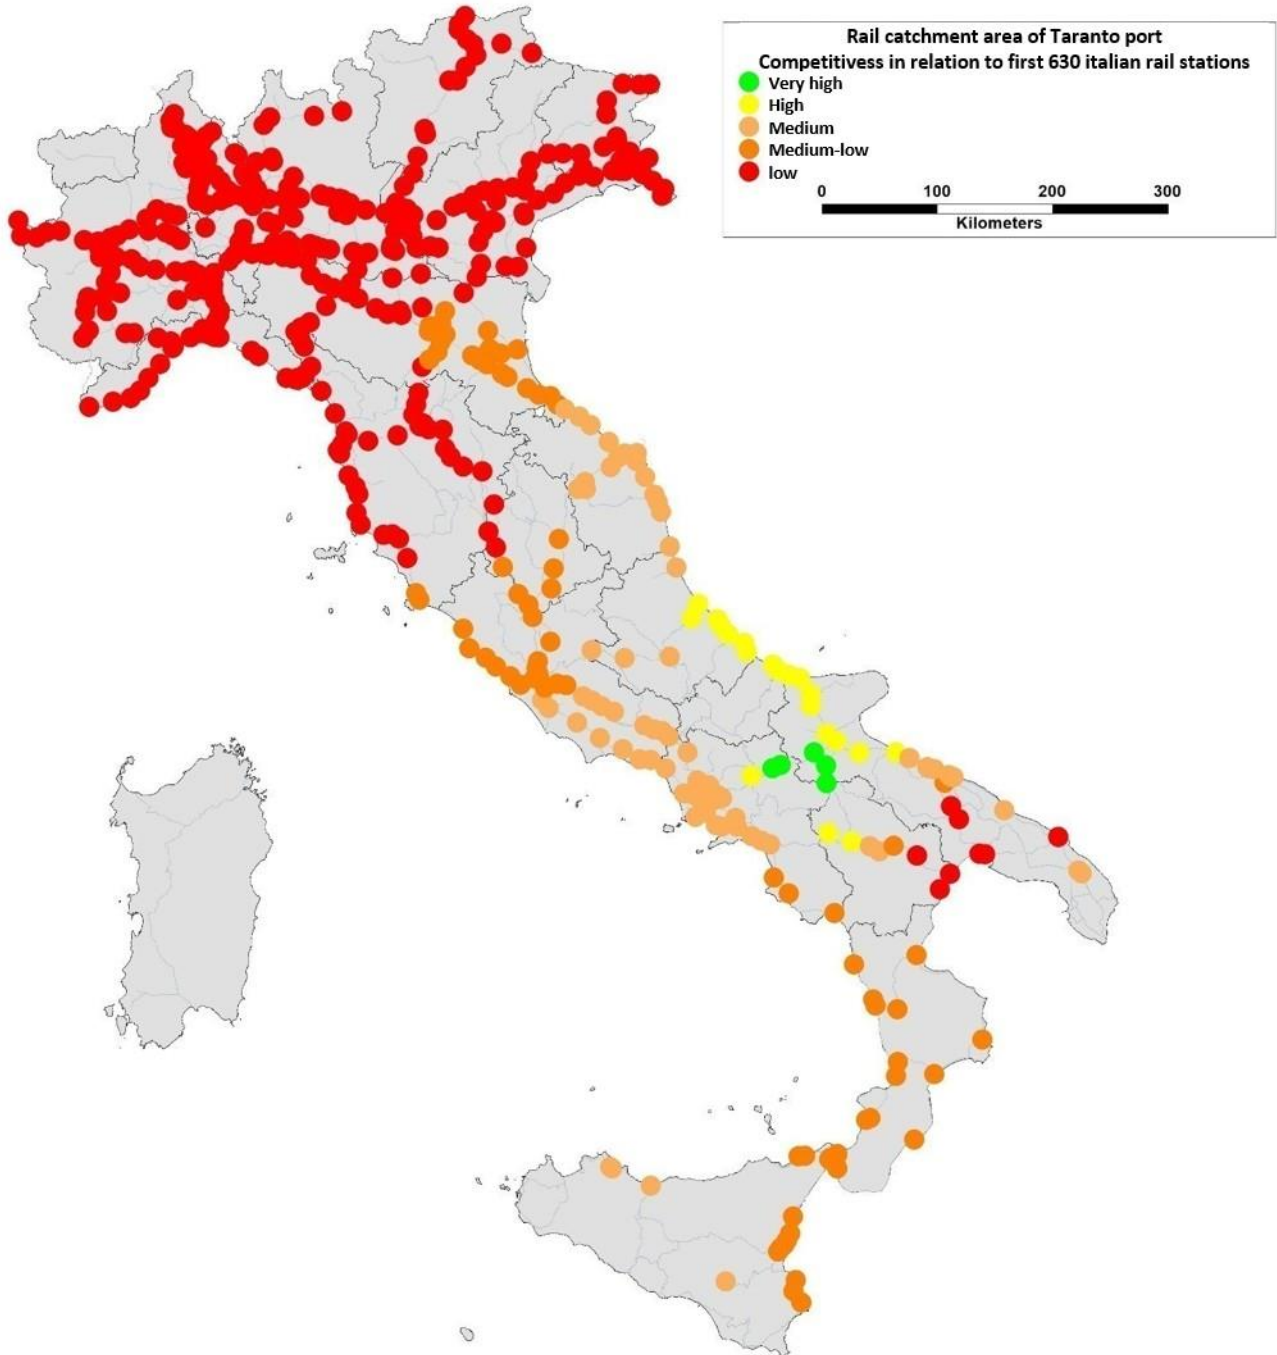 Rail catchment area of Taranto port
Competitivess in relation to first 630 italian rail stations
Very high
High
Medium
Medium-low
low
0 100 200 300
Kilometers